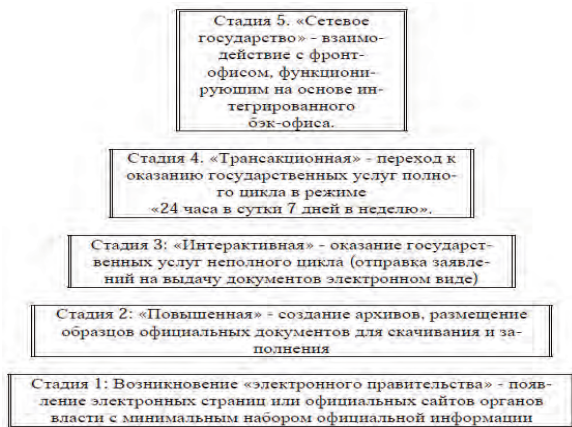 Стадия 5. «Сетевое
государство» - взаимо-
действие с фронт-
офисом, функциони-
рующим на основе ин-
тегрированного
бэк-офиса.
Стадия 4. «Трансакционная» - переход к
оказанию государственных услуг полно-
го цикла в режиме
«24 часа в сутки 7 дней в неделю».
Стадия 3: «Интерактивная» - оказание государст-
венных услуг неполного цикла (отправка заявле-
ний на выдачу документов электронном виде)
Стадия 2: «Повышенная» - создание архивов, размещение
образцов официальных документов для скачивания и за-
полнения
Стадия 1: Возникновение «электронного правительства» - появ-
ление электронных страниц или официальных сайтов органов
власти с минимальным набором официальной информации